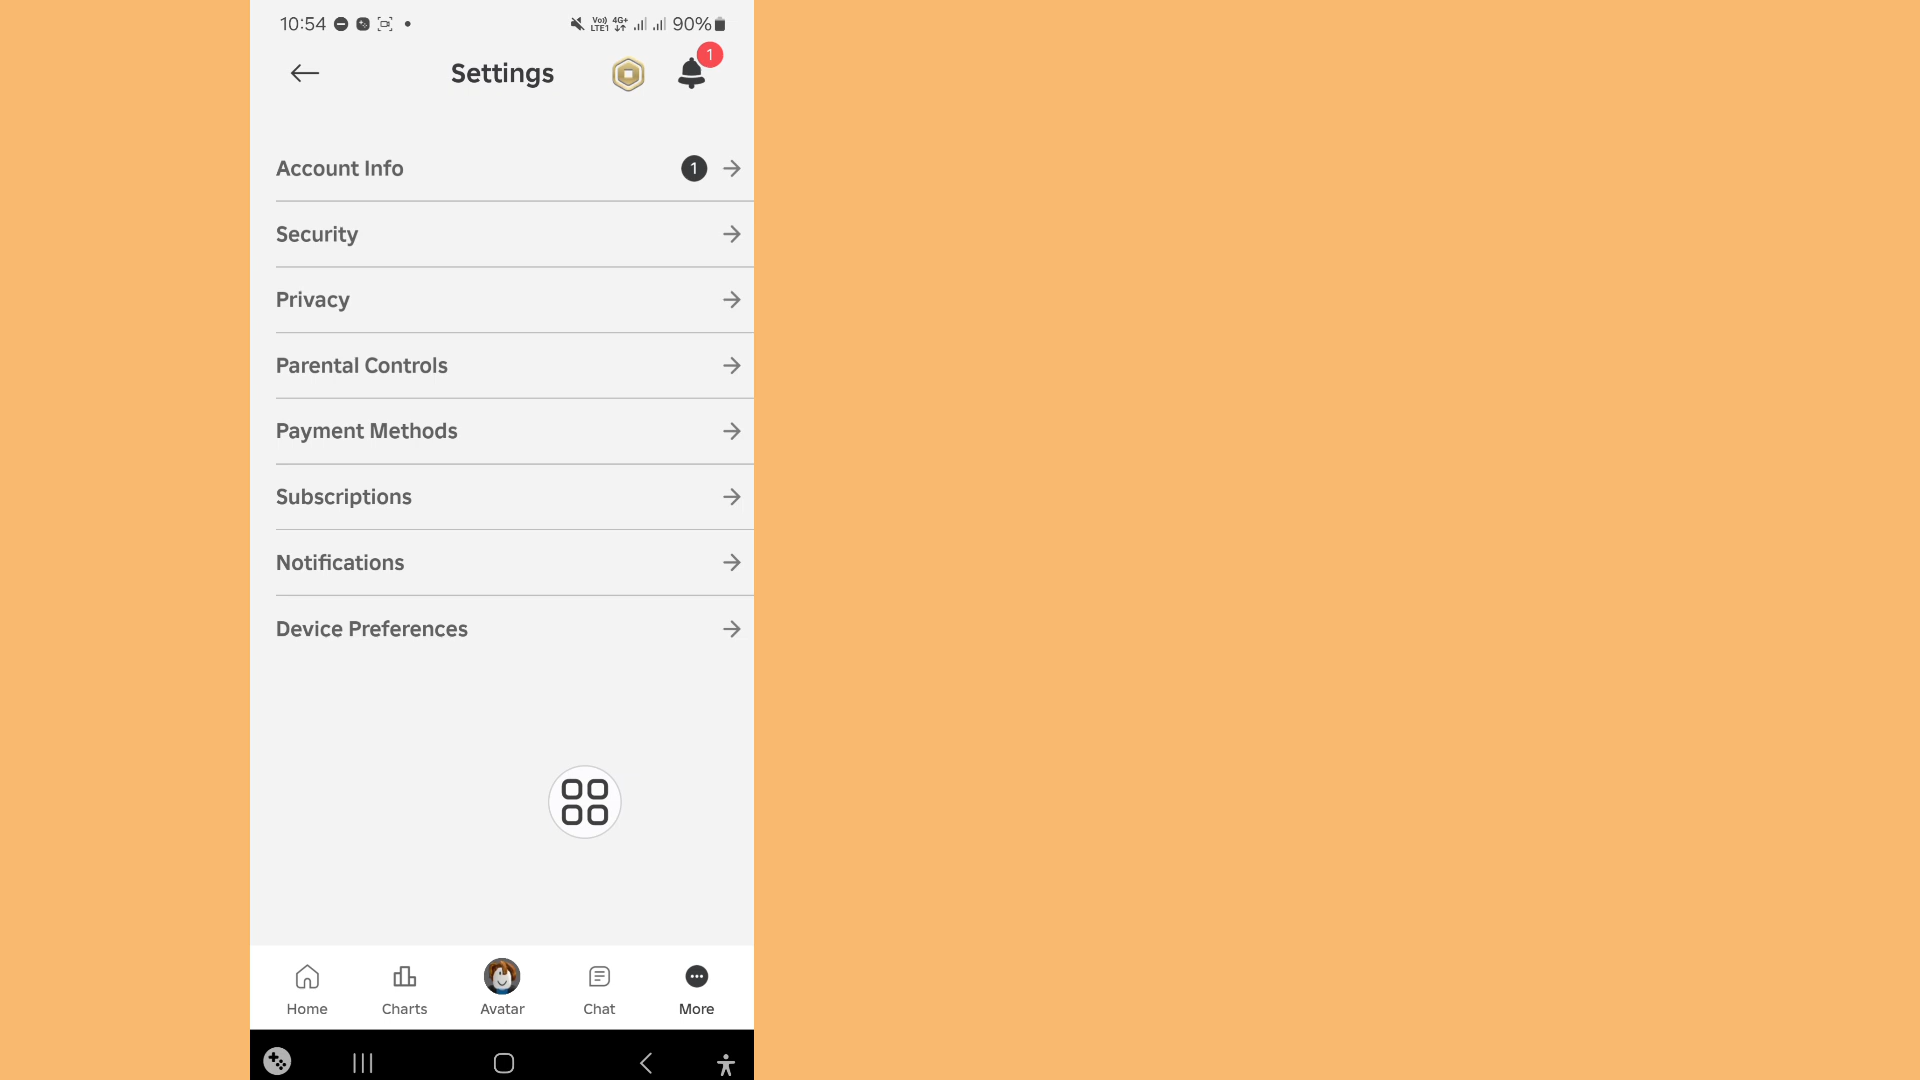 10:54 90%
Settings
1
Account Info 1
Security
Privacy
Parental Controls
Payment Methods
Subscriptions
Notifications
Device Preferences
Home Charts Avatar Chat More